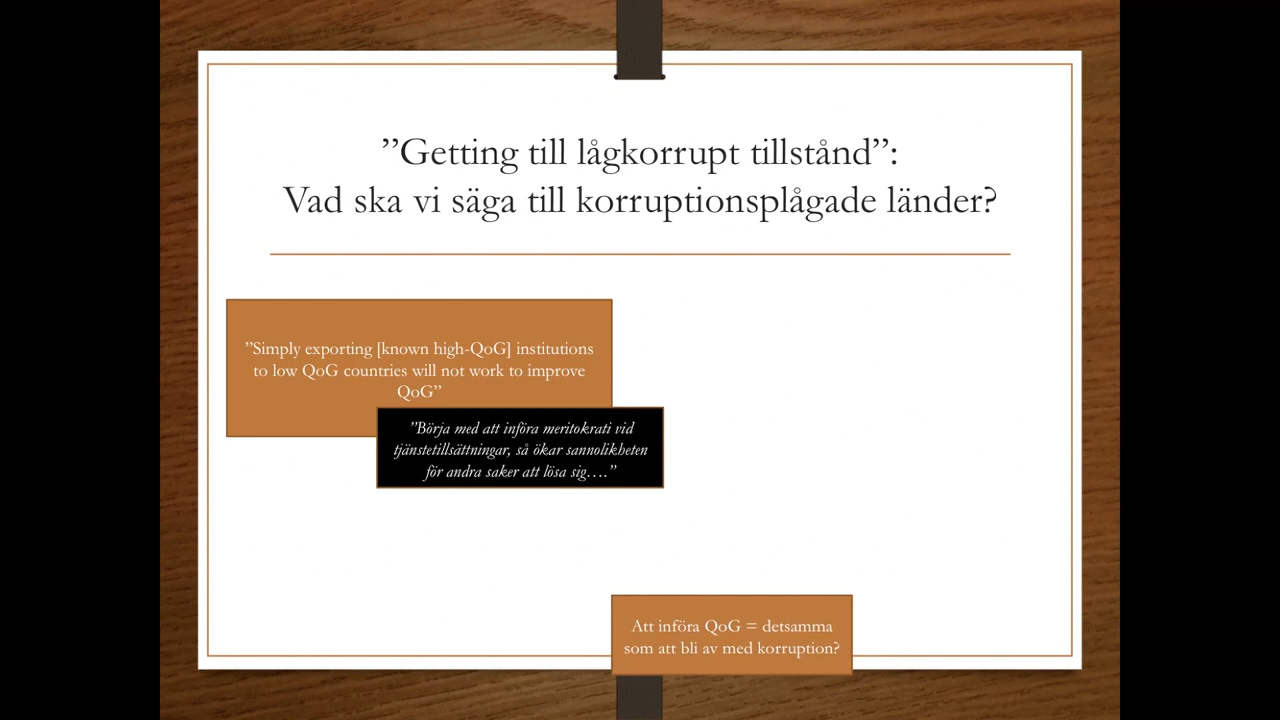 ”Getting till lågkorrupt tillstånd”:
Vad ska vi säga till korruptionsplågade länder?
”Simply exporting [known high-QoG] institutions
to low QoG countries will not work to improve
QoG”
”Börja med att införa meritokrati vid
tjänstetillsättningar, så ökar sannolikheten
för andra saker att lösa sig….”
Att införa QoG = detsamma
som att bli av med korruption?